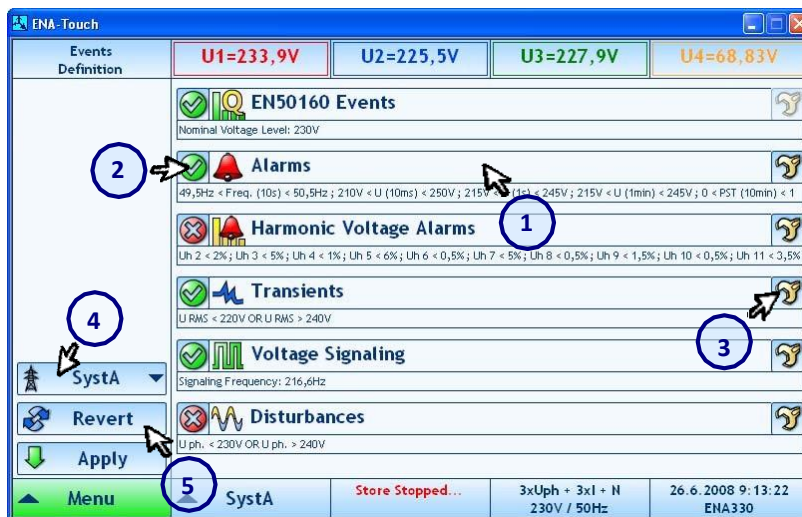 ENA-Touch
Events
Definition
U1=233,9V
U2=225,5V
U3=227,9V
U4=68,83V
EN50160 Events
Nominal Voltage Level: 230V
2
Alarms
49,5Hz < Freq. (10s) < 50,5Hz ; 210V < U (10ms) < 250V ; 215V (1s) < 245V ; 215V < U (1min) < 245V ; 0 < PST (10min) < 1
1
Harmonic Voltage Alarms
Uh 2 < 2% ; Uh 3 < 5% ; Uh 4 < 1% ; Uh 5 < 6% ; Uh 6 < 0,5% ; Uh 7 < 5% ; Uh 8 < 0,5% ; Uh 9 < 1,5% ; Uh 10 < 0,5% ; Uh 11 < 3,5%
Transients
U RMS < 220V OR U RMS > 240V
3
4
Voltage Signaling
Signaling Frequency: 216,6Hz
SystA
Revert
Apply
Disturbances
U ph. < 230V OR U ph. > 240V
5
Menu
SystA
Store Stopped...
3xUph + 3xI + N
230V / 50Hz
26.6.2008 9:13:22
ENA330